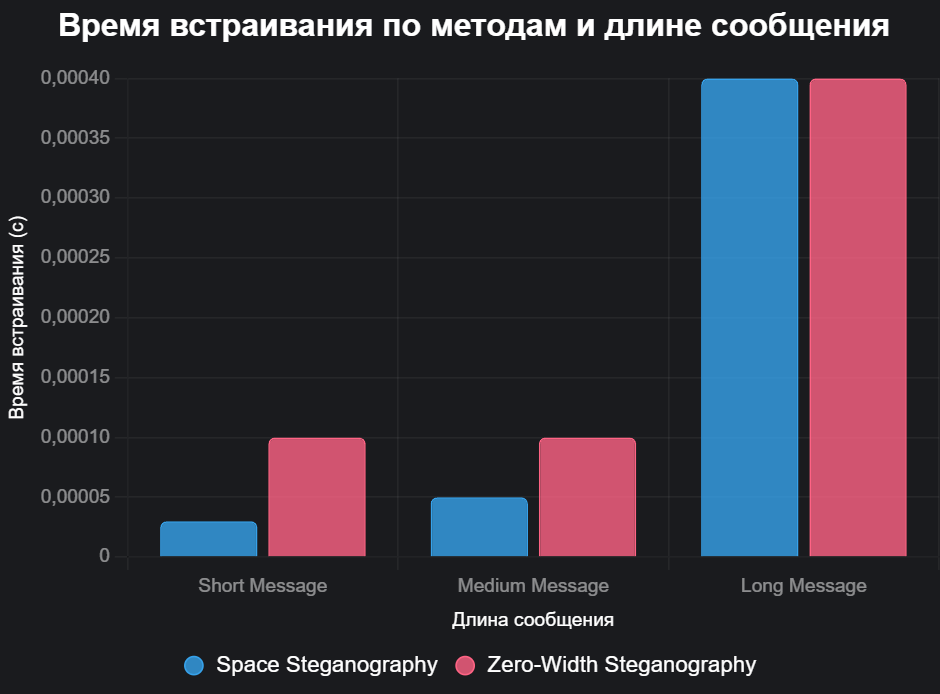 Время встраивания по методам и длине сообщения
0,00040
0,00035
0,00030
0,00025
0,00020
0,00015
0,00010
0,00005
0
Время встраивания (с)
Short Message Medium Message Long Message
Длина сообщения
Space Steganography Zero-Width Steganography